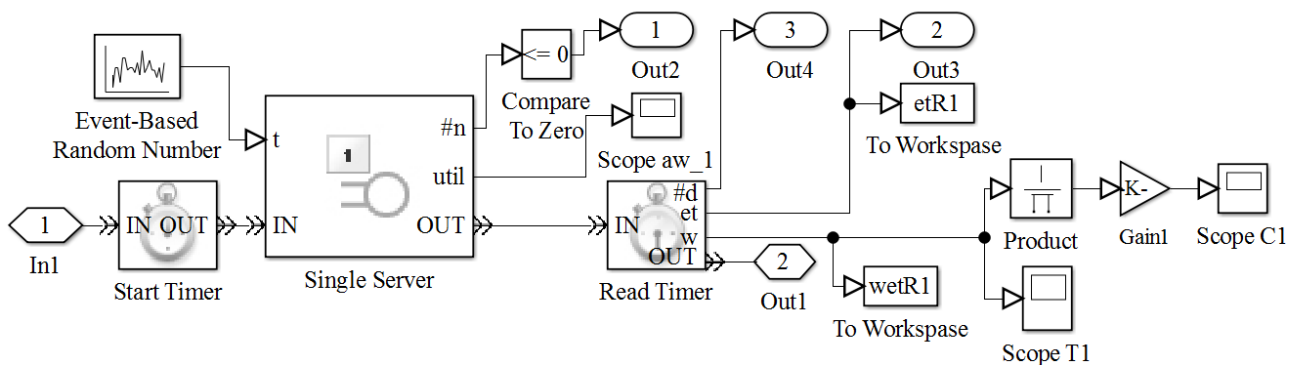 Event-Based
Random Number
1
In1
IN OUT
Start Timer
t
IN
1
#n
util
OUT
Single Server
<= 0
Compare
To Zero
1
Out2
Scope aw_1
IN
#d
et
w
OUT
Read Timer
3
Out4
2
Out3
etR1
To Workspase
2
Out1
wetR1
To Workspase
Product
K-
Gain1
Scope C1
Scope T1